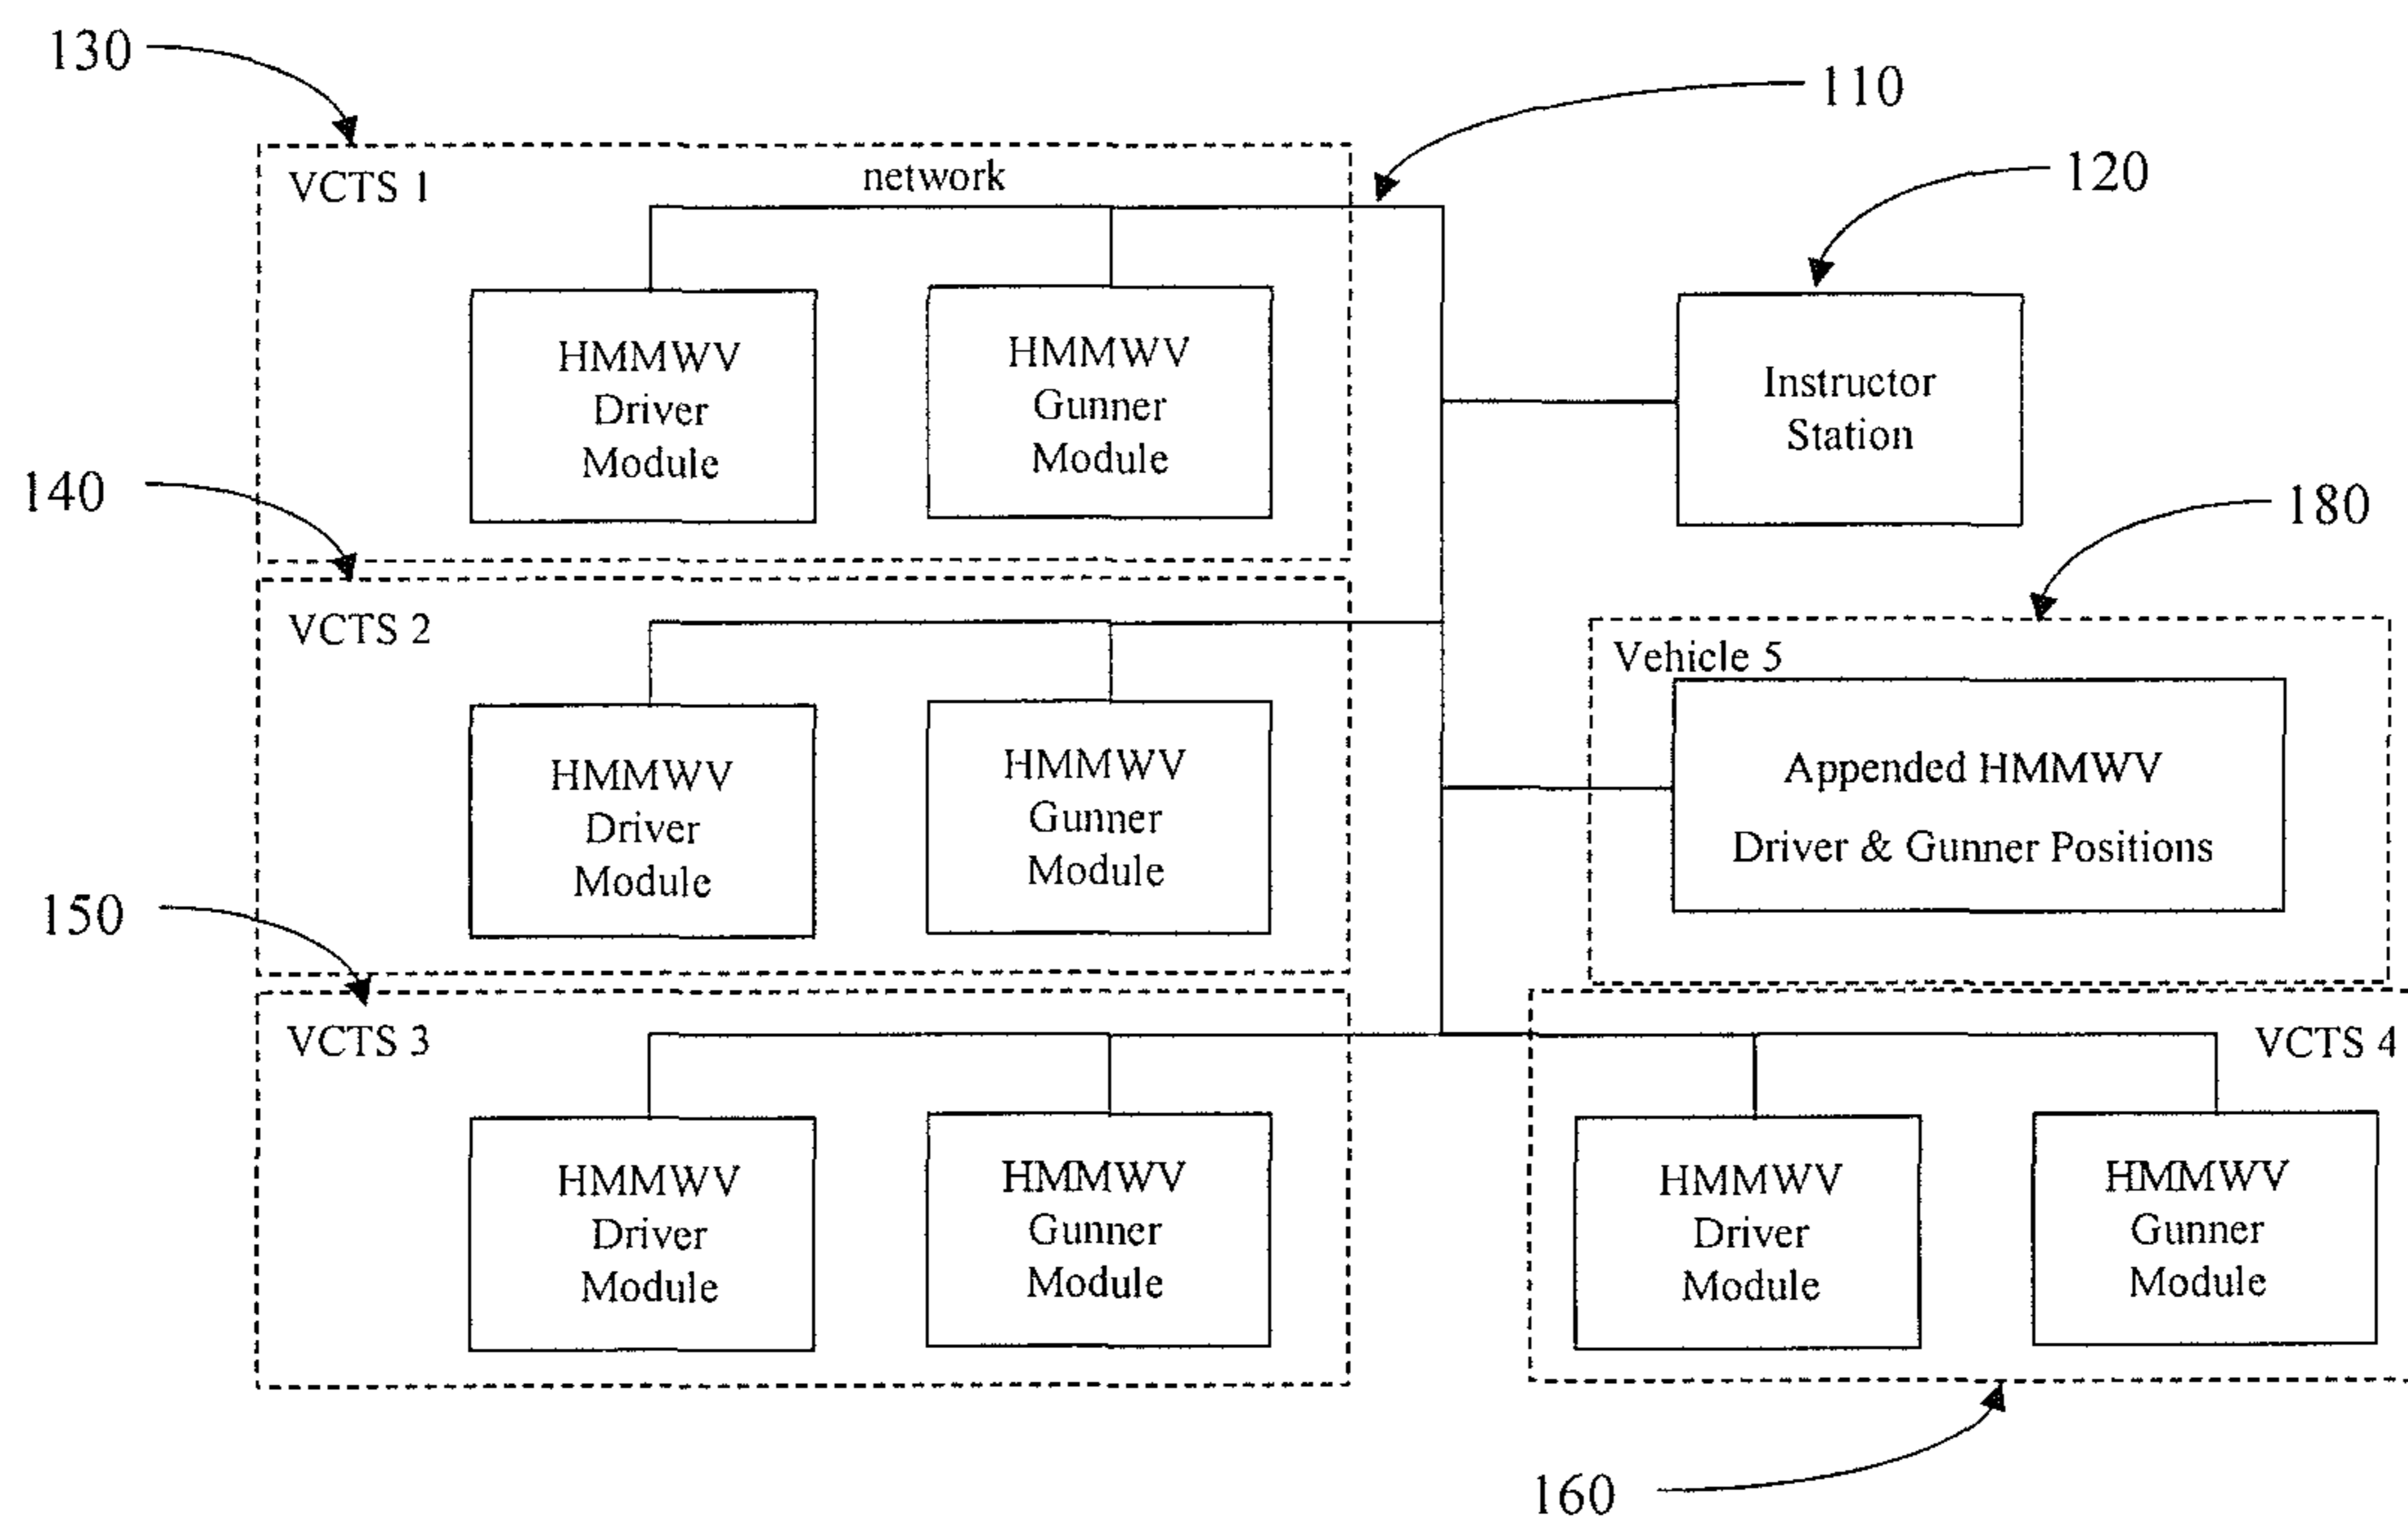 130
110
120
VCTS 1
network
HMMWV
Driver
Module
HMMWV
Gunner
Module
Instructor
Station
140
180
VCTS 2
HMMWV
Driver
Module
HMMWV
Gunner
Module
Vehicle 5
Appended HMMWV
Driver & Gunner Positions
150
VCTS 3
HMMWV
Driver
Module
HMMWV
Gunner
Module
VCTS 4
HMMWV
Driver
Module
HMMWV
Gunner
Module
160